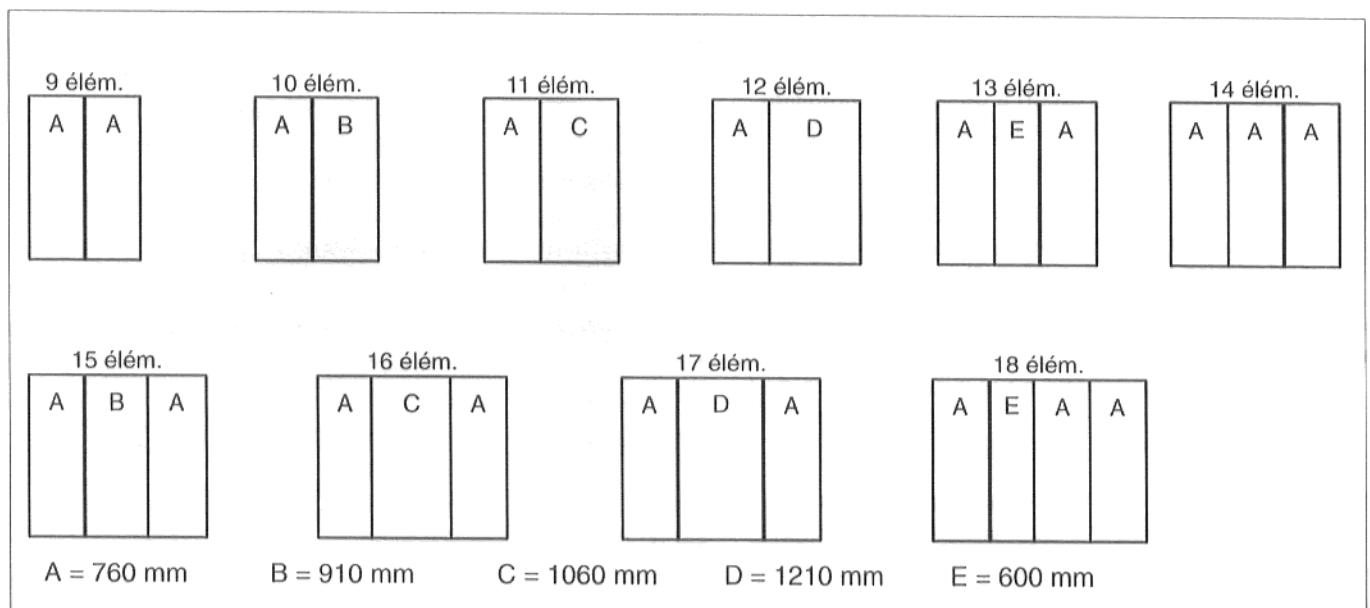 9 élém. 10 élém. 11 élém. 12 élém. 13 élém. 14 élém.
A A A B A C A D A E A A A A
15 élém. 16 élém. 17 élém. 18 élém.
A B A A C A A D A A E A A
A = 760 mm B = 910 mm C = 1060 mm D = 1210 mm E = 600 mm